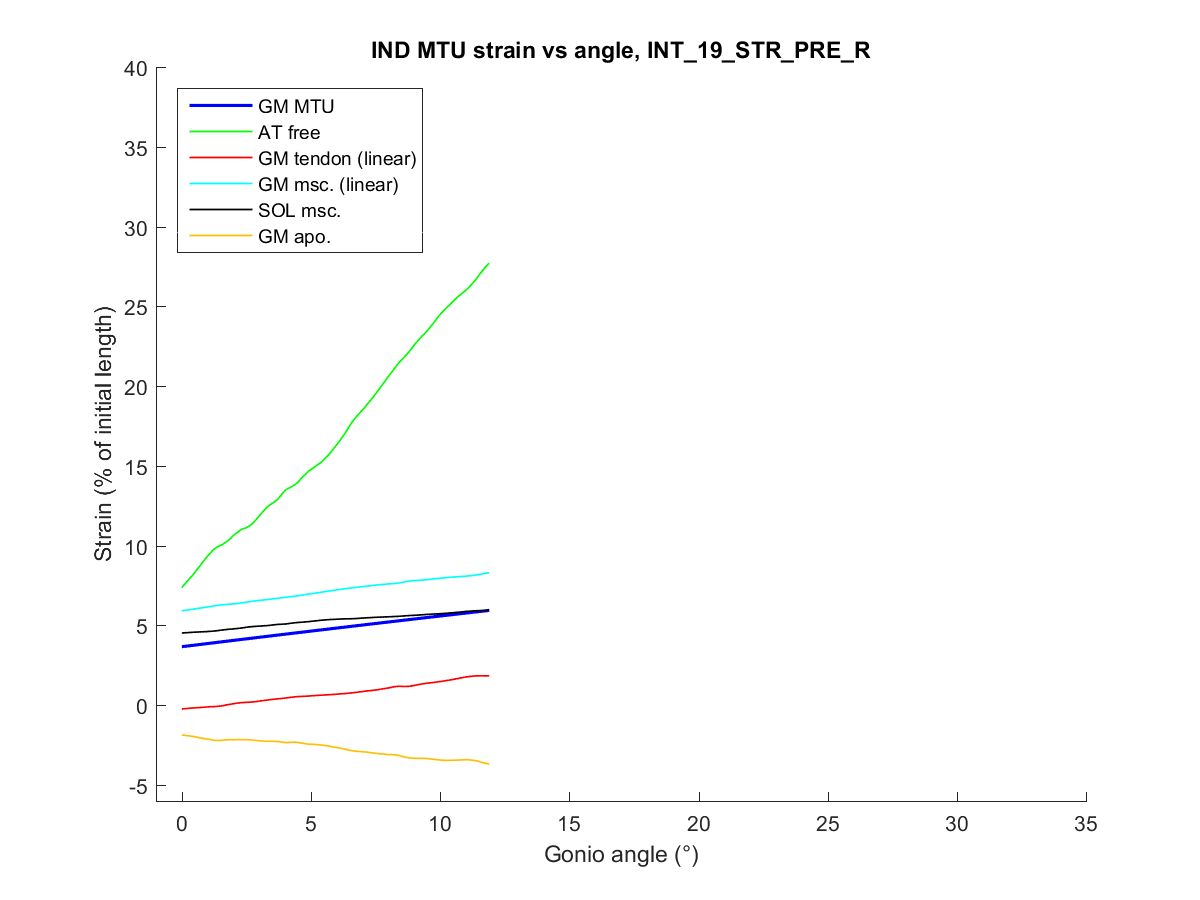 IND MTU strain vs angle, INT_19_STR_PRE_R
40
35
30
25
20
15
10
5
0
-5
Strain (% of initial length)
GM MTU
AT free
GM tendon (linear)
GM msc. (linear)
SOL msc.
GM apo.
0 5 10 15 20 25 30 35
Gonio angle (°)